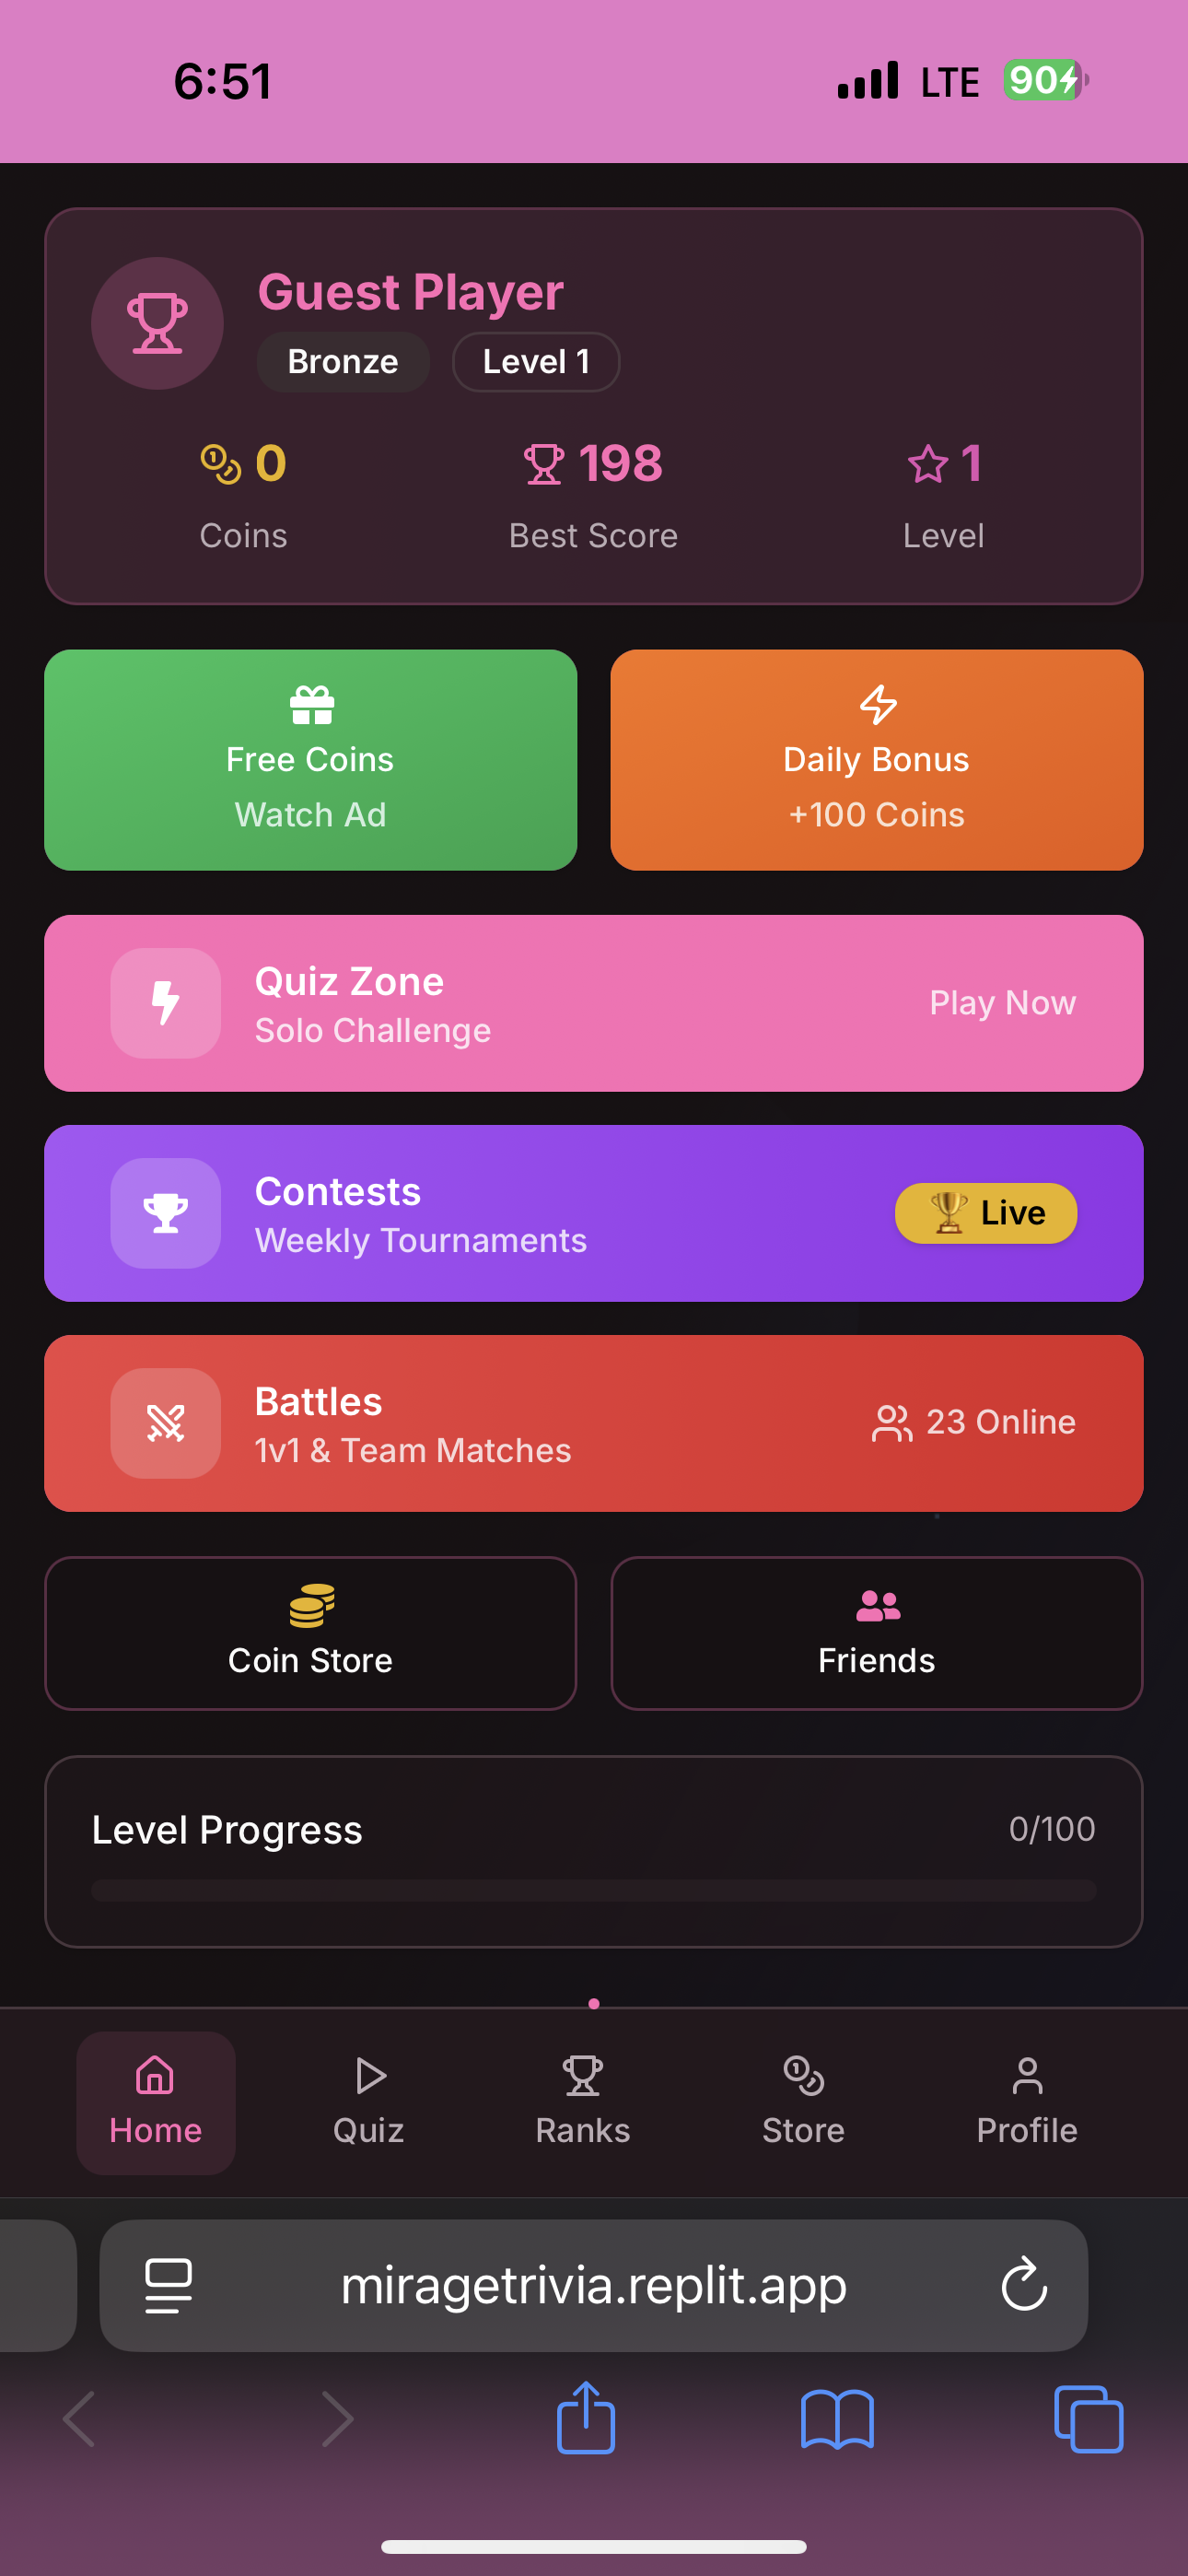 6:51 LTE 90
Guest Player
Bronze Level 1
0 198 1
Coins Best Score Level
Free Coins Daily Bonus
Watch Ad +100 Coins
Quiz Zone
Solo Challenge
Play Now
Contests
Weekly Tournaments
Live
Battles
1v1 & Team Matches
23 Online
Coin Store Friends
Level Progress 0/100
Home Quiz Ranks Store Profile
miragetrivia.replit.app